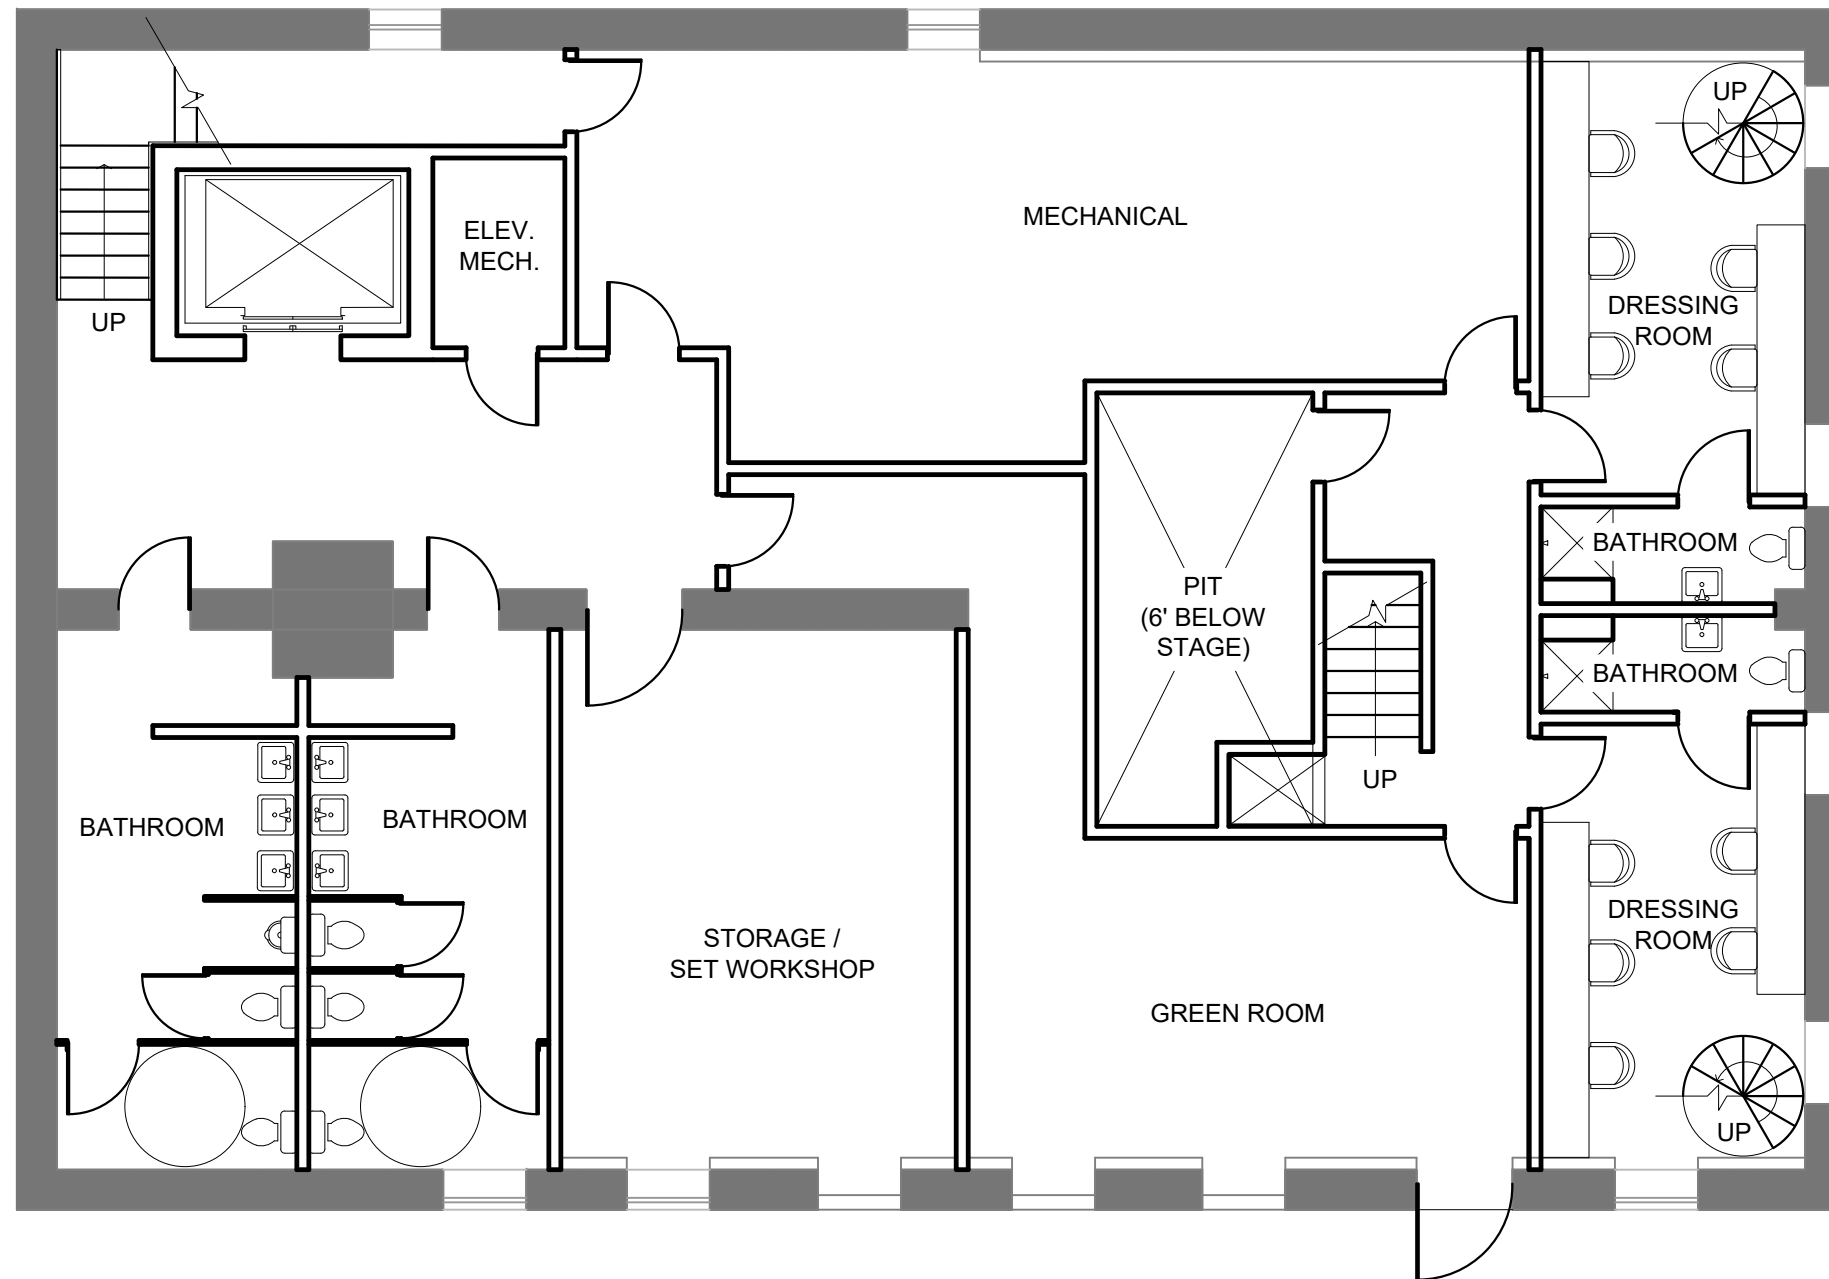 UP
MECHANICAL
ELEV.
MECH.
DRESSING
ROOM
UP
BATHROOM
PIT
(6' BELOW
STAGE)
BATHROOM
UP
BATHROOM
BATHROOM
DRESSING
ROOM
STORAGE /
SET WORKSHOP
GREEN ROOM
UP